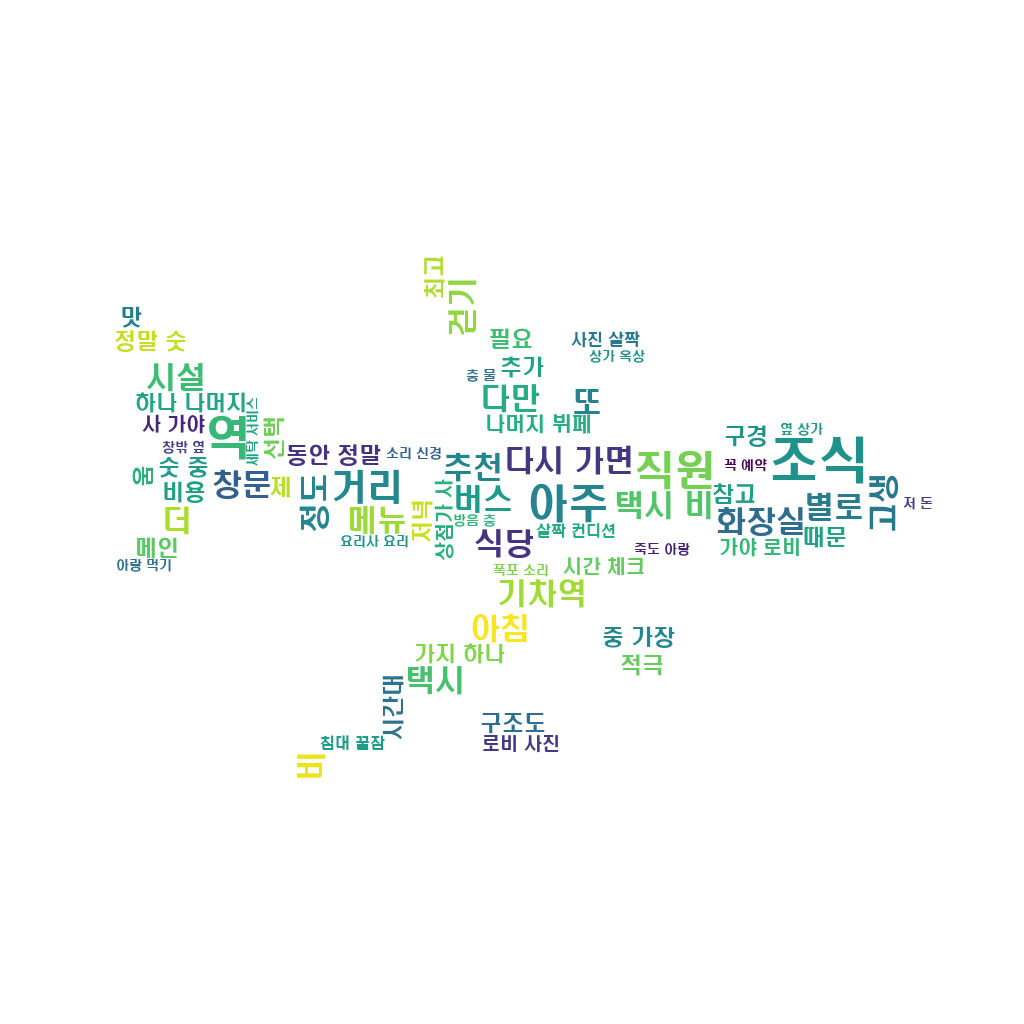 최고
걷기
맛
정말 숏
필요
사진 살짝
상가 옥상
추가
층 물
시설
하나 나머지
다만
또
사 가야
역
세탁 서비스
선택
나머지 뷔페
구경
옆 상가
조식
창밖 옆
동안 정말
소리 신경
추천
다시 가면
직원
꼭 예약
움
숏 중
비용
창문
제
정도
거리
상점가 사
버스
아주
택시 비
참고
별로
고생
저 돈
더
메뉴
저녁
방음 층
살짝 컨디션
화장실
때문
메인
요리사 요리
식당
죽도 아랑
가야 로비
아랑 먹기
폭포 소리
시간 체크
기차역
아침
중 가장
가지 하나
적극
택시
시간대
구조도
침대 꿀잠
로비 사진
비